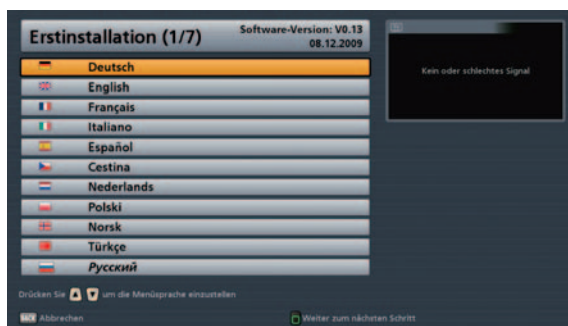 Erstinstallation (1/7)
Software-Version: V0.13
08.12.2009
Kein oder schlechtes Signal
Deutsch
English
Français
Italiano
Español
Cestina
Nederlands
Polski
Norsk
Türkçe
Русский
Drücken Sie um die Menüsprache einzustellen
BACK Abbrechen
Weiter zum nächsten Schritt